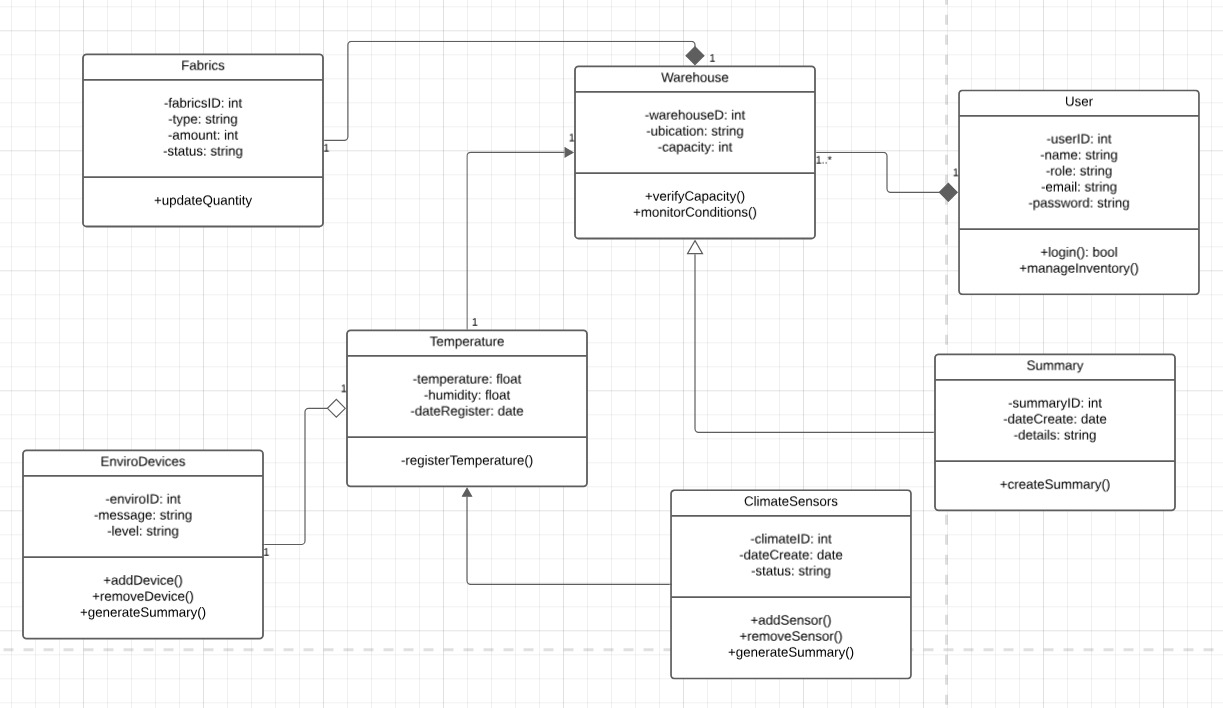 Fabrics
-fabricsID: int
-type: string
-amount: int
-status: string
+updateQuantity
1
1
Warehouse
-warehouseD: int
-ubication: string
-capacity: int
+verifyCapacity()
+monitorConditions()
1
1..*
1
User
-userID: int
-name: string
-role: string
-email: string
-password: string
+login(): bool
+manageInventory()
1
Temperature
-temperature: float
-humidity: float
-dateRegister: date
-registerTemperature()
1
Summary
-summaryID: int
-dateCreate: date
-details: string
+createSummary()
EnviroDevices
-enviroID: int
-message: string
-level: string
+addDevice()
+removeDevice()
+generateSummary()
1
ClimateSensors
-climateID: int
-dateCreate: date
-status: string
+addSensor()
+removeSensor()
+generateSummary()